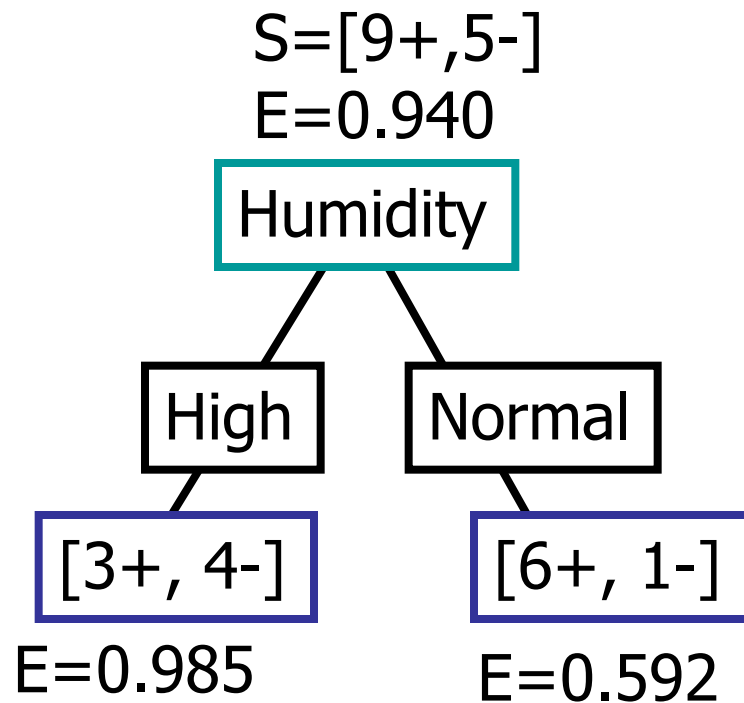 S=[9+,5-]
E=0.940
Humidity
High
Normal
[3+, 4-]
[6+, 1-]
E=0.985
E=0.592